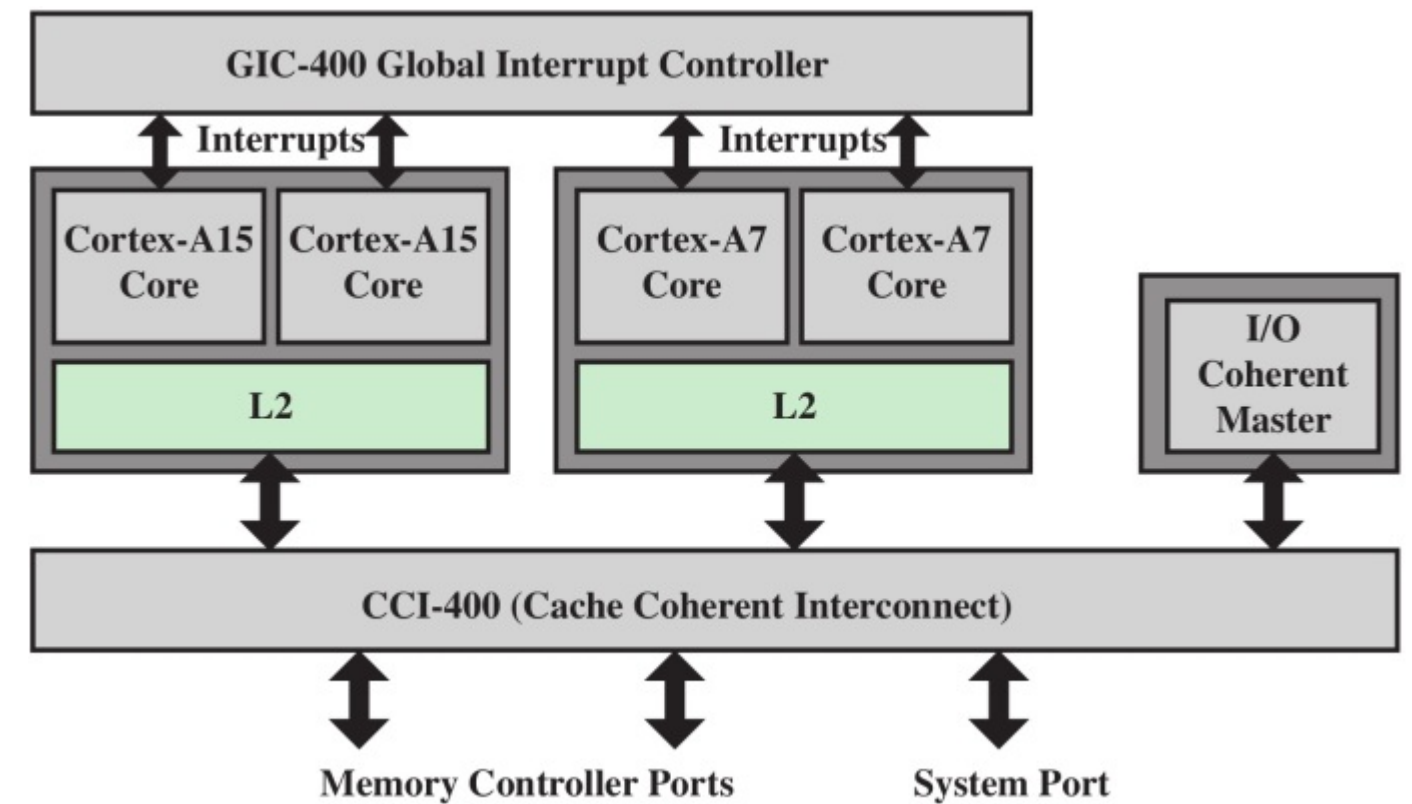 GIC-400 Global Interrupt Controller
Interrupts
Interrupts
Cortex-A15
Core
Cortex-A15
Core
Cortex-A7
Core
Cortex-A7
Core
L2
L2
I/O
Coherent
Master
CCI-400 (Cache Coherent Interconnect)
Memory Controller Ports
System Port